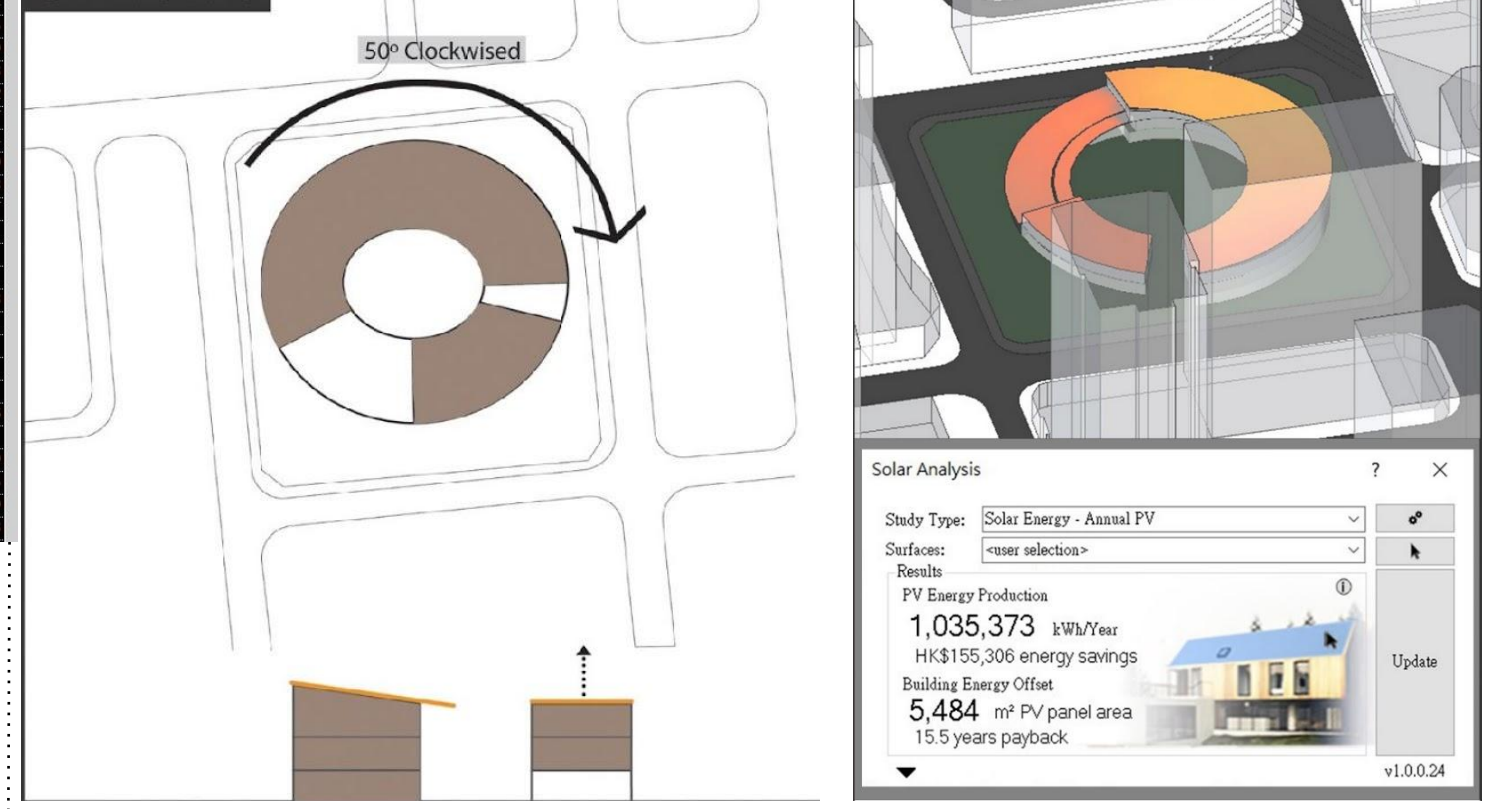 50º Clockwised
Solar Analysis
?
Study Type:
Solar Energy - Annual PV
Surfaces:
<user selection>
Results
PV Energy Production
1,035,373 kWh/Year
HK$155,306 energy savings
Building Energy Offset
5,484 m² PV panel area
15.5 years payback
Update
v1.0.0.24